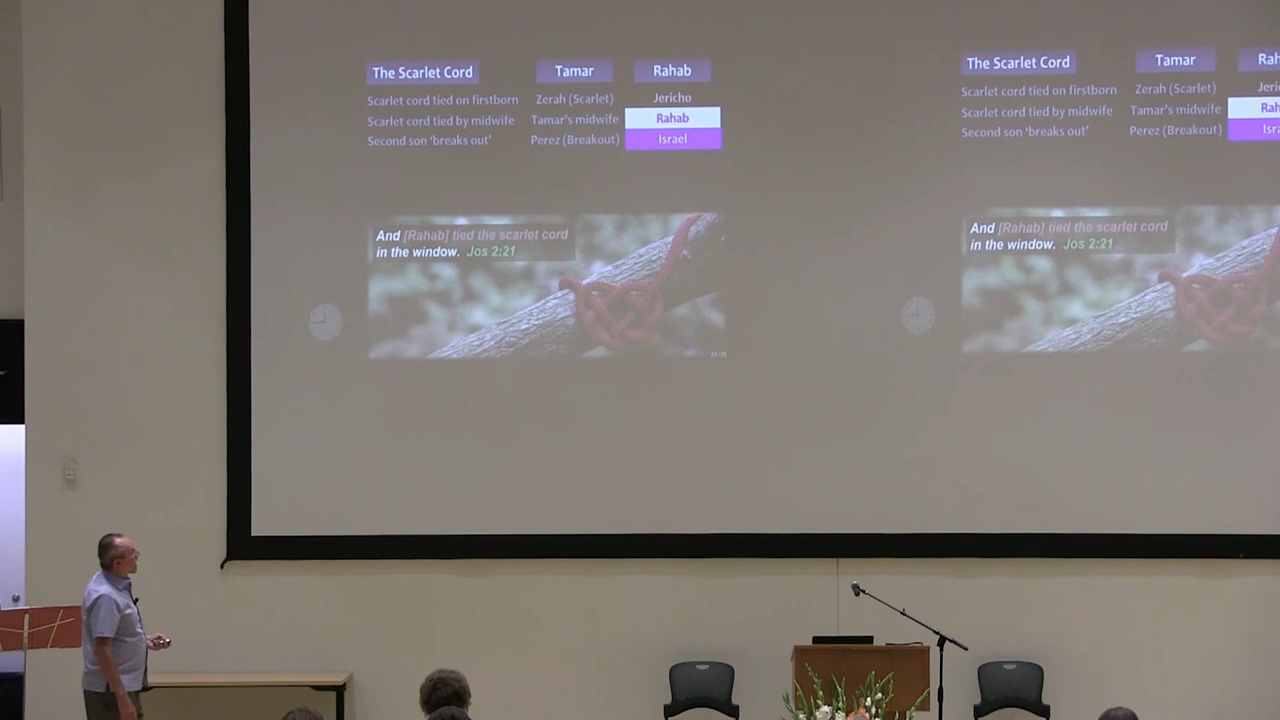 The Scarlet Cord Tamar Rahab
Scarlet cord tied on firstborn Zerah (Scarlet) Jericho
Scarlet cord tied by midwife Tamar's midwife Rahab
Second son 'breaks out' Perez (Breakout) Israel
And [Rahab] tied the scarlet cord
in the window. Jos 2:21
The Scarlet Cord Tamar Rah
Scarlet cord tied on firstborn Zerah (Scarlet) Jeri
Scarlet cord tied by midwife Tamar's midwife Rah
Second son 'breaks out' Perez (Breakout) Isra
And [Rahab] tied the scarlet cord
in the window. Jos 2:21